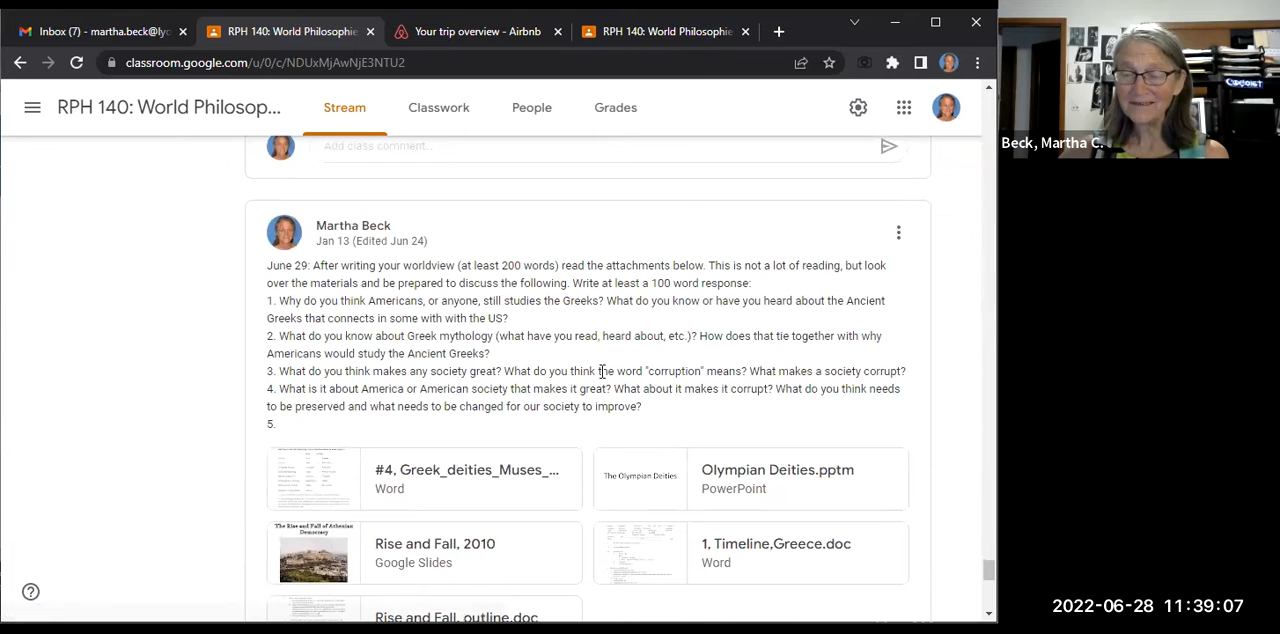 Inbox (7) - martha.beck@lyo
RPH 140: World Philosophie
Your trip overview - Airbnb
RPH 140: World Philosophie
classroom.google.com/u/0/c/NDUxMjAwNjE3NTU2
RPH 140: World Philosop...
Stream
Classwork
People
Grades
Add class comment...
Martha Beck
Jan 13 (Edited Jun 24)
June 29: After writing your worldview (at least 200 words) read the attachments below. This is not a lot of reading, but look
over the materials and be prepared to discuss the following. Write at least a 100 word response:
1. Why do you think Americans, or anyone, still studies the Greeks? What do you know or have you heard about the Ancient
Greeks that connects in some with with the US?
2. What do you know about Greek mythology (what have you read, heard about, etc.)? How does that tie together with why
Americans would study the Ancient Greeks?
3. What do you think makes any society great? What do you think the word "corruption" means? What makes a society corrupt?
4. What is it about America or American society that makes it great? What about it makes it corrupt? What do you think needs
to be preserved and what needs to be changed for our society to improve?
5.
#4, Greek_deities_Muses_...
Word
The Olympian Deities
Olympian Deities.pptm
The Rise and Fall of Athenian
Democracy
Rise and Fall, 2010
Google Slides
1, Timeline,Greece.doc
Word
Rise and Fall, outline.doc
Beck, Martha C.
2022-06-28 11:39:07